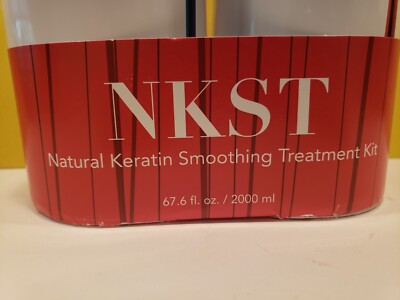 NKST
Natural Keratin Smoothing Treatment Kit
67.6 fl. oz. / 2000 ml